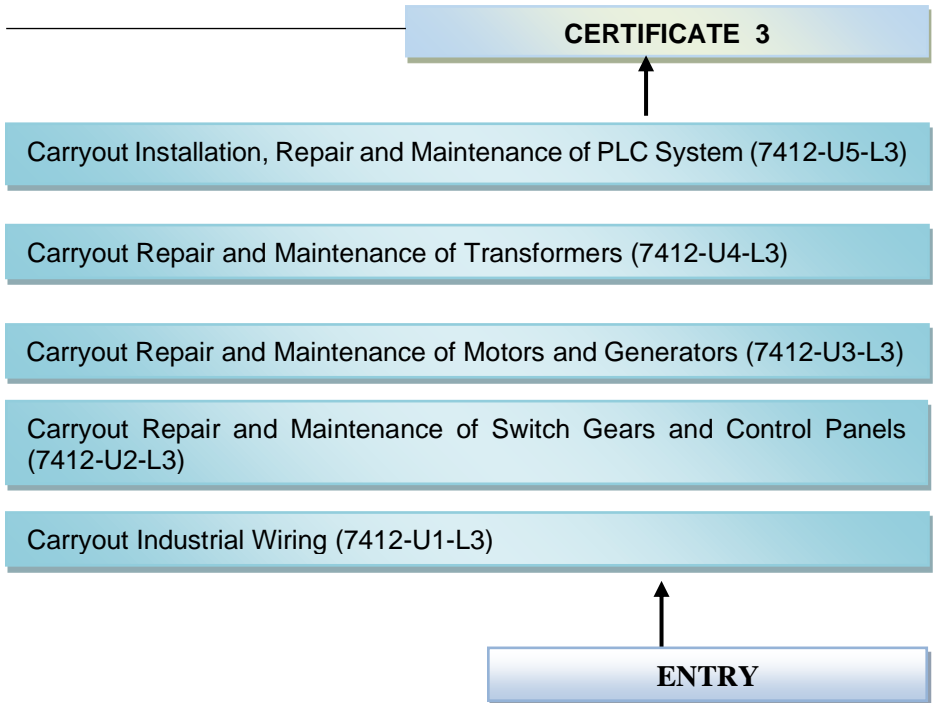 CERTIFICATE 3
Carryout Installation, Repair and Maintenance of PLC System (7412-U5-L3)
Carryout Repair and Maintenance of Transformers (7412-U4-L3)
Carryout Repair and Maintenance of Motors and Generators (7412-U3-L3)
Carryout Repair and Maintenance of Switch Gears and Control Panels
(7412-U2-L3)
Carryout Industrial Wiring (7412-U1-L3)
ENTRY